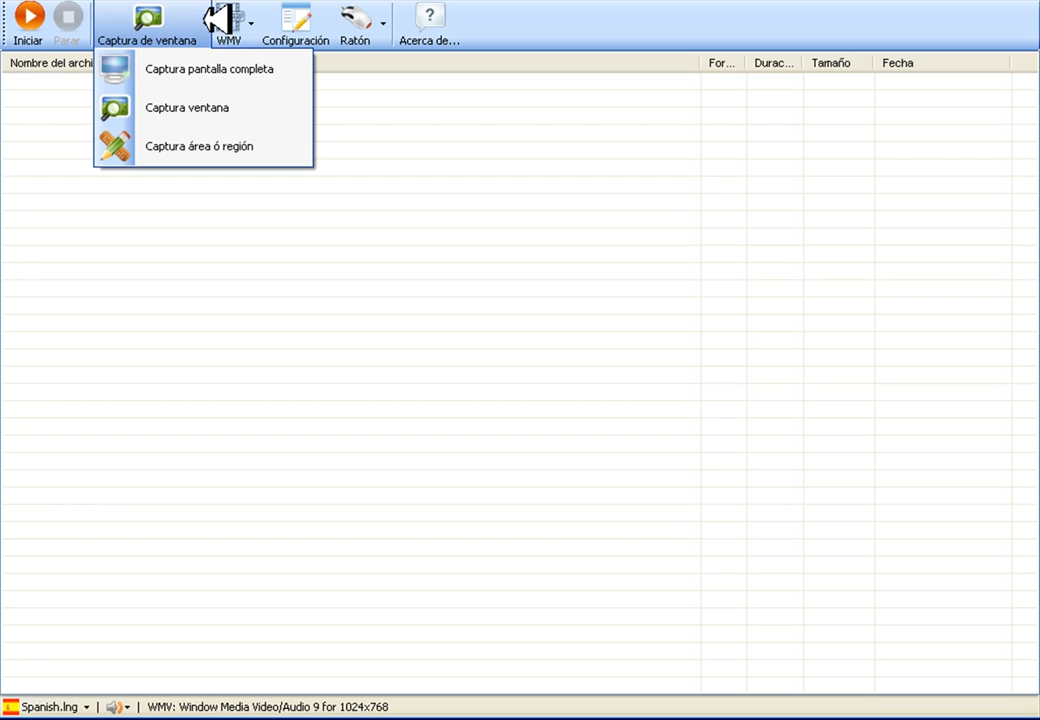 Iniciar Parar Captura de ventana WMV Configuración Ratón Acerca de...
?
Nombre del archi For... Durac... Tamaño Fecha
Captura pantalla completa
Captura ventana
Captura área ó región
Spanish.lng | | WMV: Window Media Video/Audio 9 for 1024x768